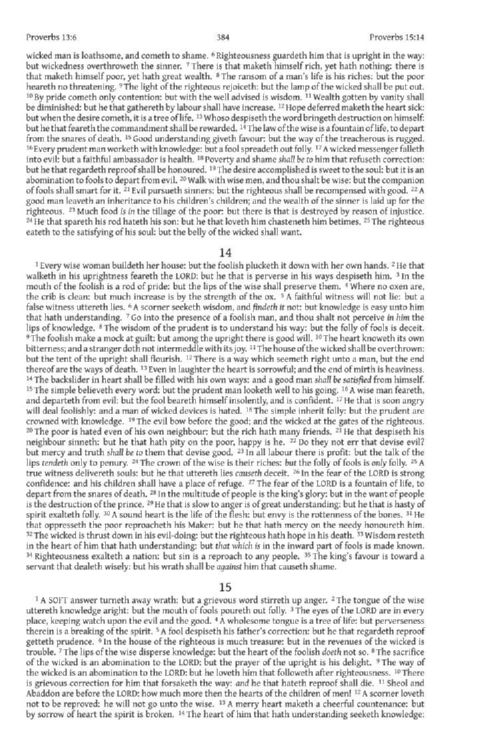 Proverbs 13:6 384 Proverbs 15:14
wicked man is loathsome, and cometh to shame. 6 Righteousness guardeth him that is upright in the way:
but wickedness overthroweth the sinner. 7 There is that maketh himself rich, yet hath nothing: there is
that maketh himself poor, yet hath great wealth. 8 The ransom of a man's life is his riches: but the poor
heareth no threatening. 9 The light of the righteous rejoiceth: but the lamp of the wicked shall be put out.
10 By pride cometh only contention: but with the well advised is wisdom. 11 Wealth gotten by vanity shall
be diminished: but he that gathereth by labour shall have increase. 12 Hope deferred maketh the heart sick:
but when the desire cometh, it is a tree of life. 13 Whoso despiseth the word bringeth destruction on himself:
but he that feareth the commandment shall be rewarded. 14 The law of the wise is a fountain of life, to depart
from the snares of death. 15 Good understanding giveth favour: but the way of the treacherous is rugged.
16 Every prudent man worketh with knowledge: but a fool spreadeth out folly. 17 A wicked messenger falleth
into evil: but a faithful ambassador is health. 18 Poverty and shame shall be to him that refuseth correction:
but he that regardeth reproof shall be honoured. 19 The desire accomplished is sweet to the soul: but it is an
abomination to fools to depart from evil. 20 Walk with wise men, and thou shalt be wise: but the companion
of fools shall smart for it. 21 Evil pursueth sinners: but the righteous shall be recompensed with good. 22 A
good man leaveth an inheritance to his children's children; and the wealth of the sinner is laid up for the
righteous. 23 Much food is in the tillage of the poor: but there is that is destroyed by reason of injustice.
24 He that spareth his rod hateth his son: but he that loveth him chasteneth him betimes. 25 The righteous
eateth to the satisfying of his soul: but the belly of the wicked shall want.
14
1 Every wise woman buildeth her house: but the foolish plucketh it down with her own hands. 2 He that
walketh in his uprightness feareth the LORD: but he that is perverse in his ways despiseth him. 3 In the
mouth of the foolish is a rod of pride: but the lips of the wise shall preserve them. 4 Where no oxen are,
the crib is clean: but much increase is by the strength of the ox. 5 A faithful witness will not lie: but a
false witness uttereth lies. 6 A scorner seeketh wisdom, and findeth it not: but knowledge is easy unto him
that hath understanding. 7 Go into the presence of a foolish man, and thou shalt not perceive in him the
lips of knowledge. 8 The wisdom of the prudent is to understand his way: but the folly of fools is deceit.
9 The foolish make a mock at guilt: but among the upright there is good will. 10 The heart knoweth its own
bitterness; and a stranger doth not intermeddle with its joy. 11 The house of the wicked shall be overthrown:
but the tent of the upright shall flourish. 12 There is a way which seemeth right unto a man, but the end
thereof are the ways of death. 13 Even in laughter the heart is sorrowful; and the end of mirth is heaviness.
14 The backslider in heart shall be filled with his own ways: and a good man shall be satisfied from himself.
15 The simple believeth every word: but the prudent man looketh well to his going. 16 A wise man feareth,
and departeth from evil: but the fool beareth himself insolently, and is confident. 17 He that is soon angry
will deal foolishly: and a man of wicked devices is hated. 18 The simple inherit folly: but the prudent are
crowned with knowledge. 19 The evil bow before the good; and the wicked at the gates of the righteous.
20 The poor is hated even of his own neighbour: but the rich hath many friends. 21 He that despiseth his
neighbour sinneth: but he that hath pity on the poor, happy is he. 22 Do they not err that devise evil?
but mercy and truth shall be to them that devise good. 23 In all labour there is profit: but the talk of the
lips tendeth only to penury. 24 The crown of the wise is their riches: but the folly of fools is only folly. 25 A
true witness delivereth souls: but he that uttereth lies causeth deceit. 26 In the fear of the LORD is strong
confidence: and his children shall have a place of refuge. 27 The fear of the LORD is a fountain of life, to
depart from the snares of death. 28 In the multitude of people is the king's glory: but in the want of people
is the destruction of the prince. 29 He that is slow to anger is of great understanding: but he that is hasty of
spirit exalteth folly. 30 A sound heart is the life of the flesh: but envy is the rottenness of the bones. 31 He
that oppresseth the poor reproacheth his Maker: but he that hath mercy on the needy honoureth him.
32 The wicked is thrust down in his evil-doing: but the righteous hath hope in his death. 33 Wisdom resteth
in the heart of him that hath understanding: but that which is in the inward part of fools is made known.
34 Righteousness exalteth a nation: but sin is a reproach to any people. 35 The king's favour is toward a
servant that dealeth wisely: but his wrath shall be against him that causeth shame.
15
1 A SOFT answer turneth away wrath: but a grievous word stirreth up anger. 2 The tongue of the wise
uttereth knowledge aright: but the mouth of fools poureth out folly. 3 The eyes of the LORD are in every
place, keeping watch upon the evil and the good. 4 A wholesome tongue is a tree of life: but perverseness
therein is a breaking of the spirit. 5 A fool despiseth his father's correction: but he that regardeth reproof
getteth prudence. 6 In the house of the righteous is much treasure: but in the revenues of the wicked is
trouble. 7 The lips of the wise disperse knowledge: but the heart of the foolish doeth not so. 8 The sacrifice
of the wicked is an abomination to the LORD: but the prayer of the upright is his delight. 9 The way of
the wicked is an abomination to the LORD: but he loveth him that followeth after righteousness. 10 There
is grievous correction for him that forsaketh the way: and he that hateth reproof shall die. 11 Sheol and
Abaddon are before the LORD: how much more then the hearts of the children of men! 12 A scorner loveth
not to be reproved: he will not go unto the wise. 13 A merry heart maketh a cheerful countenance: but
by sorrow of heart the spirit is broken. 14 The heart of him that hath understanding seeketh knowledge: